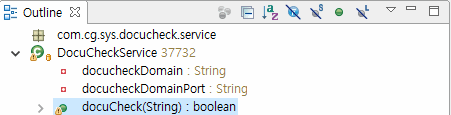 Outline
com.cg.sys.docucheck.service
DocuCheckService 37732
docucheckDomain : String
docucheckDomainPort : String
docuCheck(String) : boolean